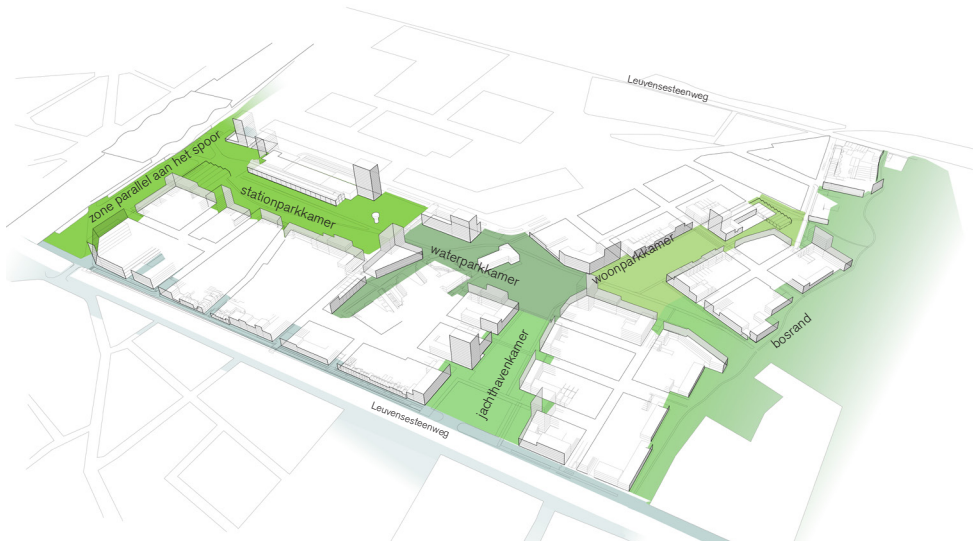 Leuvensesteenweg
zone parallel aan het spoor
stationparkkamer
waterparkkamer
woonparkkamer
bosrand
jachthavenkamer
Leuvensesteenweg